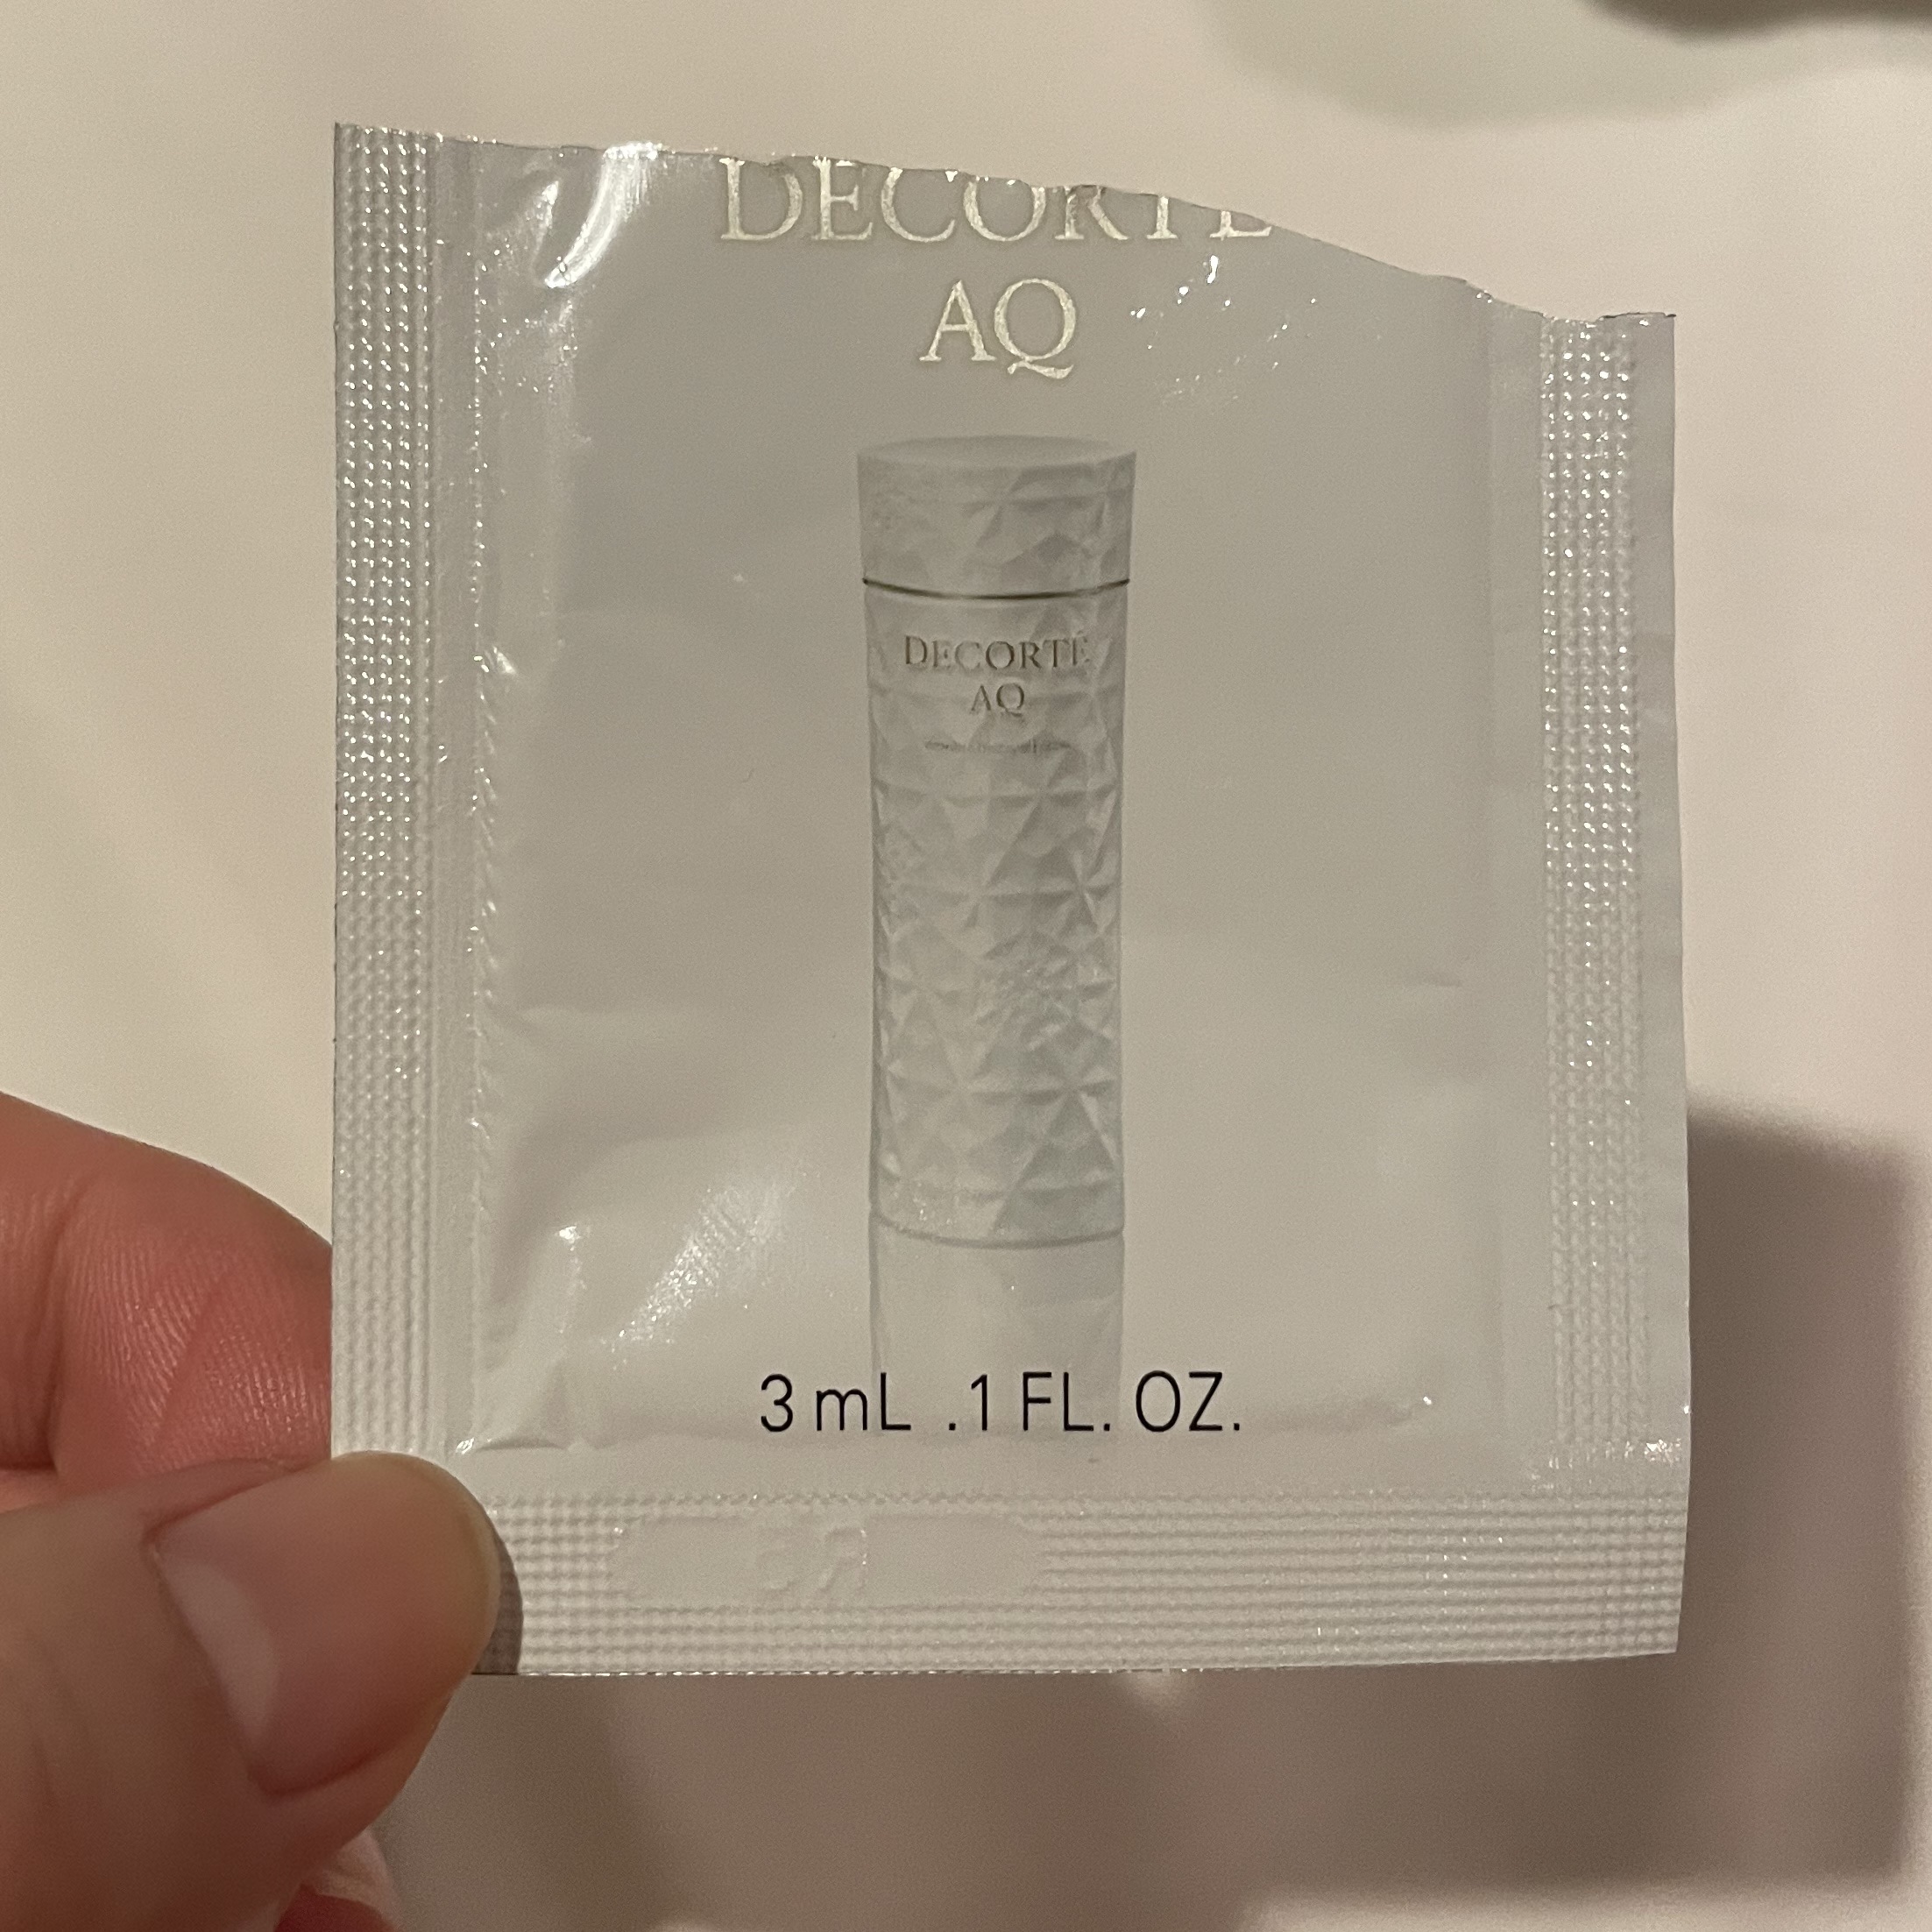 DECORTÉ
AQ
DECORTÉ
AQ
3 mL .1 FL. OZ.